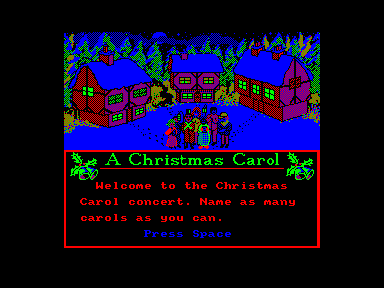 A Christmas Carol
Welcome to the Christmas
Carol concert. Name as many
carols as you can.
Press Space